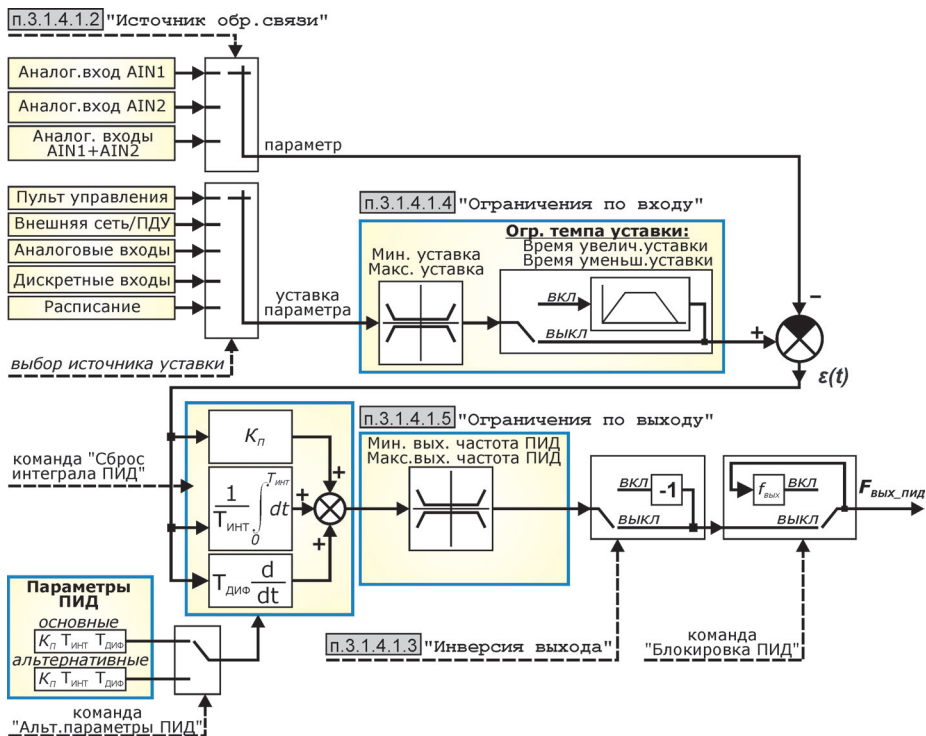 п.3.1.4.1.2 "Источник обр.связи"
Аналог.вход AIN1
Аналог.вход AIN2
Аналог. входы
AIN1+AIN2
параметр
Пульт управления
Внешняя сеть/ПДУ
Аналоговые входы
Дискретные входы
Расписание
уставка
параметра
выбор источника уставки
п.3.1.4.1.4 "Ограничения по входу"
Огр. темпа уставки:
Время увелич.уставки
Время уменьш.уставки
Мин. уставка
Макс. уставка
ВКЛ
ВЫКЛ
–
+
ε(t)
команда "Сброс
интеграла ПИД"
Kп
1/Tинт ∫ 0 Tинт dt
Tдиф d/dt
+
+
+
п.3.1.4.1.5 "Ограничения по выходу"
Мин. вых. частота ПИД
Макс.вых. частота ПИД
ВКЛ
-1
ВЫКЛ
fвых
ВКЛ
ВЫКЛ
Fвых_пид
Параметры
ПИД
основные
Kп Tинт Tдиф
альтернативные
Kп Tинт Tдиф
команда
"Альт.параметры ПИД"
п.3.1.4.1.3 "Инверсия выхода"
команда
"Блокировка ПИД"